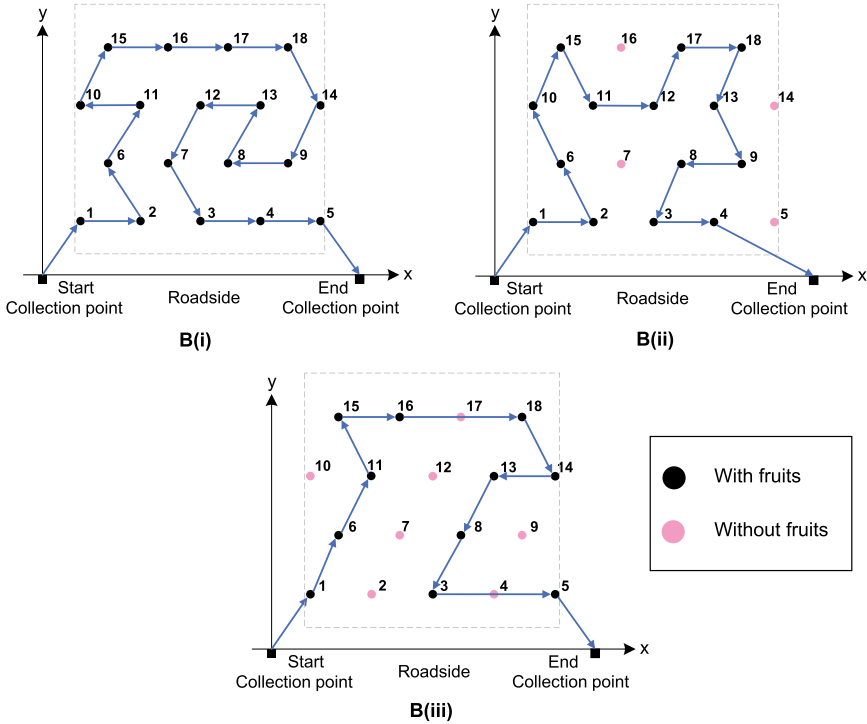 y
15 16 17 18
10 11 12 13 14
6 7 8 9
1 2 3 4 5
x
Start
Collection point
Roadside
End
Collection point
B(i)
y
15 16 17 18
10 11 12 13 14
6 7 8 9
1 2 3 4 5
x
Start
Collection point
Roadside
End
Collection point
B(ii)
y
15 16 17 18
10 11 12 13 14
6 7 8 9
1 2 3 4 5
x
Start
Collection point
Roadside
End
Collection point
B(iii)
With fruits
Without fruits